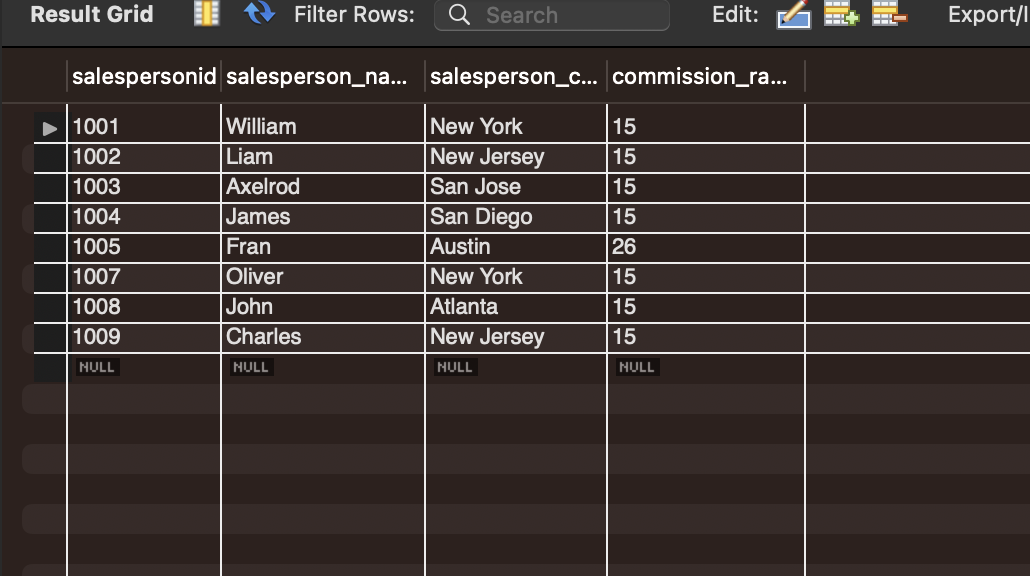 Result Grid Filter Rows: Search Edit: Export/I
salespersonid salesperson_na... salesperson_c... commission_ra...
1001 William New York 15
1002 Liam New Jersey 15
1003 Axelrod San Jose 15
1004 James San Diego 15
1005 Fran Austin 26
1007 Oliver New York 15
1008 John Atlanta 15
1009 Charles New Jersey 15
NULL NULL NULL NULL